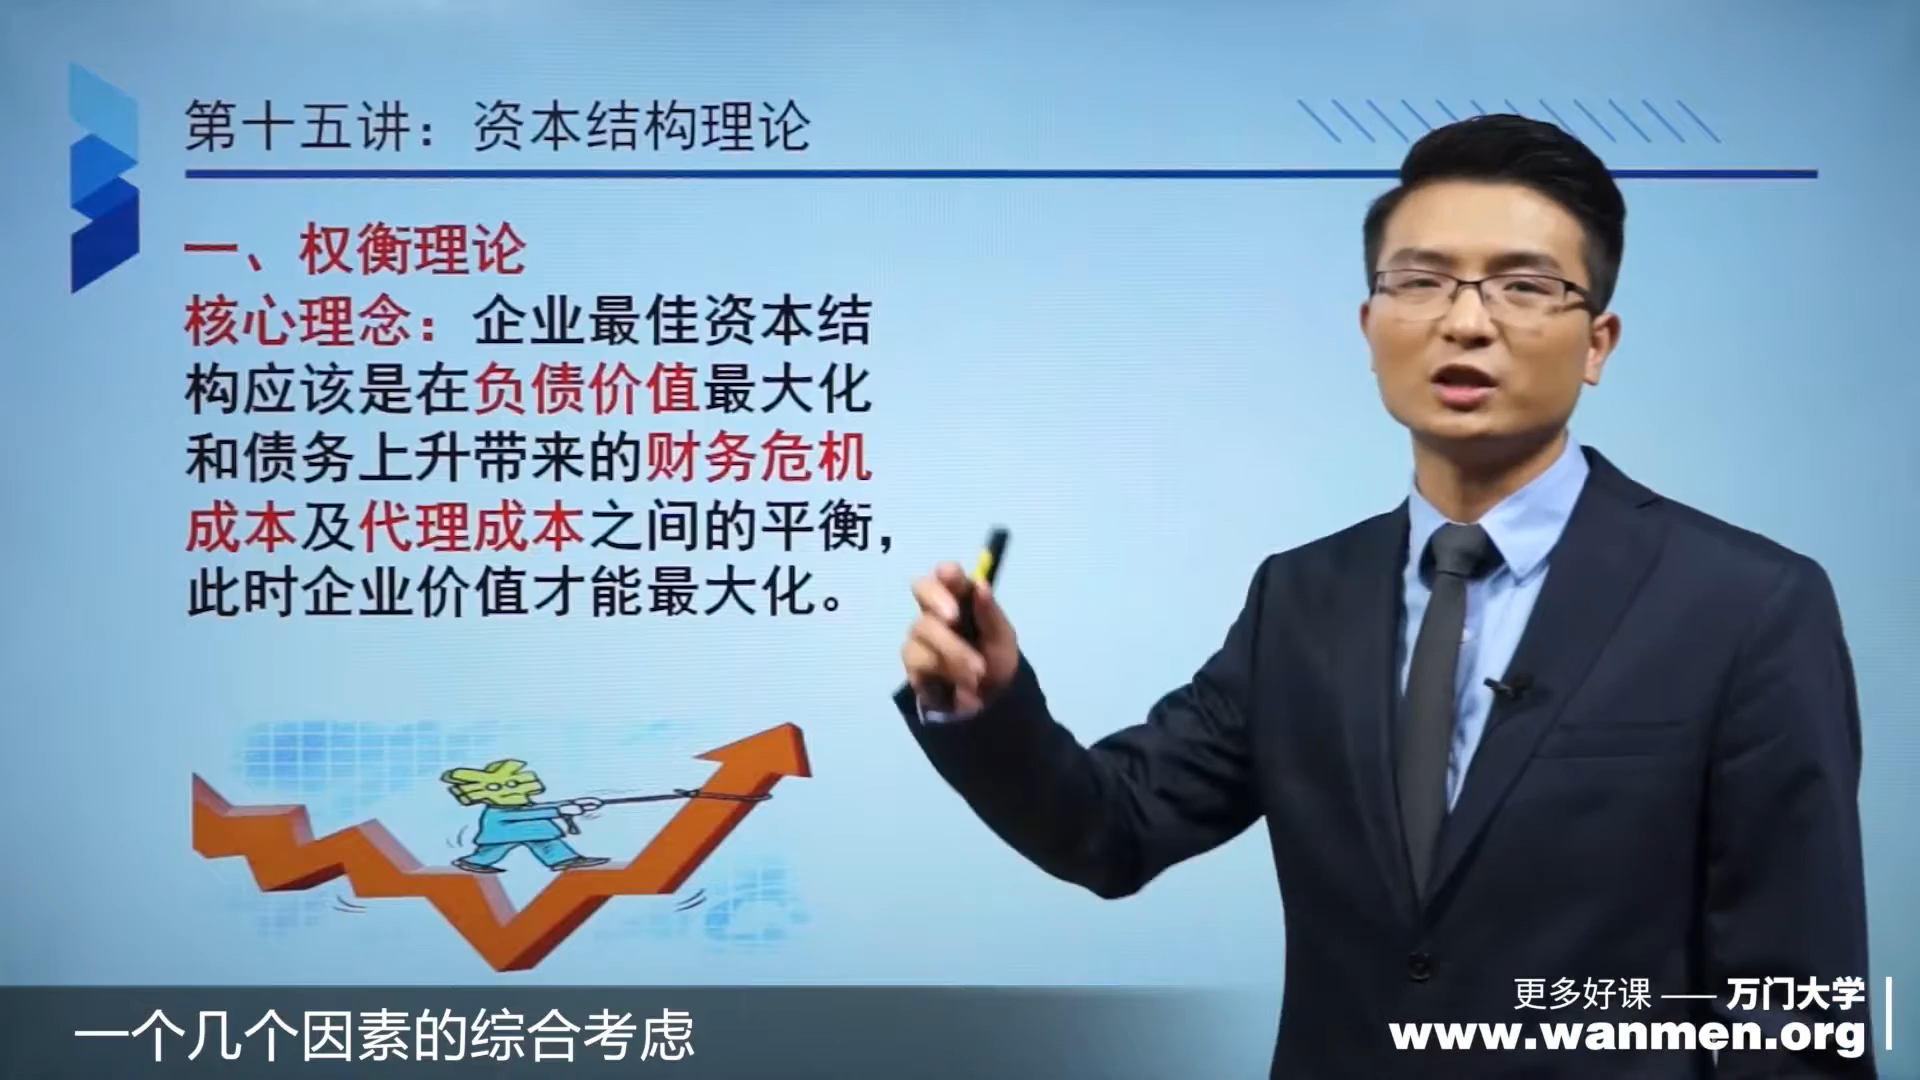 第十五讲：资本结构理论
一、权衡理论
核心理念：企业最佳资本结
构应该是在负债价值最大化
和债务上升带来的财务危机
成本及代理成本之间的平衡，
此时企业价值才能最大化。
一个几个因素的综合考虑
更多好课 —— 万门大学
www.wanmen.org